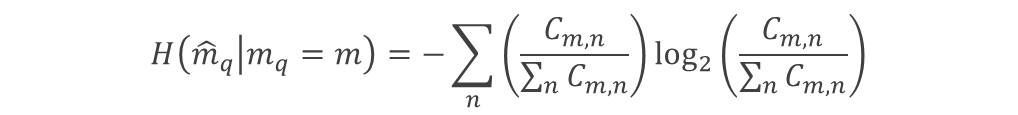 H(m̂_q|m_q = m) = −∑_n (C_{m,n} / ∑_n C_{m,n}) log₂ (C_{m,n} / ∑_n C_{m,n})